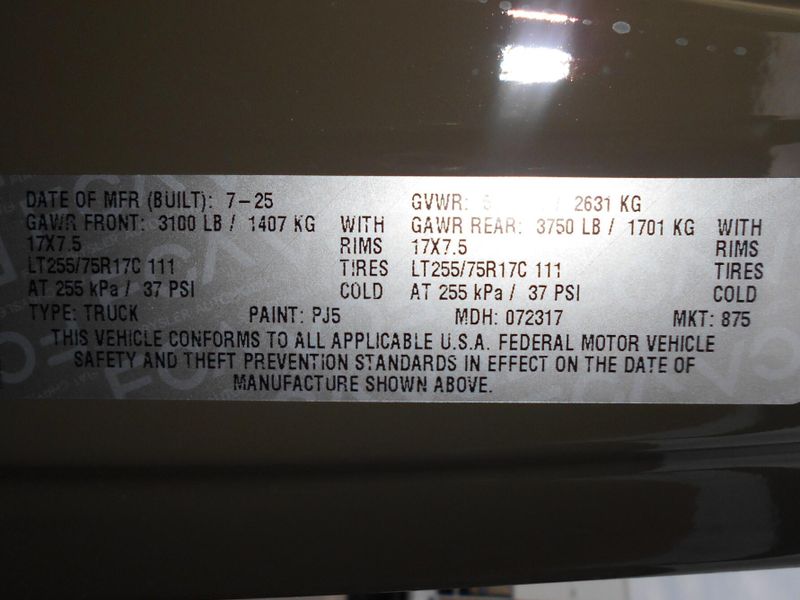 DATE OF MFR (BUILT): 7-25 GVWR: / 2631 KG
GAWR FRONT: 3100 LB / 1407 KG WITH GAWR REAR: 3750 LB / 1701 KG WITH
17X7.5 RIMS 17X7.5 RIMS
LT255/75R17C 111 TIRES LT255/75R17C 111 TIRES
AT 255 kPa / 37 PSI COLD AT 255 kPa / 37 PSI COLD
TYPE: TRUCK PAINT: PJ5 MDH: 072317 MKT: 875
THIS VEHICLE CONFORMS TO ALL APPLICABLE U.S.A. FEDERAL MOTOR VEHICLE
SAFETY AND THEFT PREVENTION STANDARDS IN EFFECT ON THE DATE OF
MANUFACTURE SHOWN ABOVE.